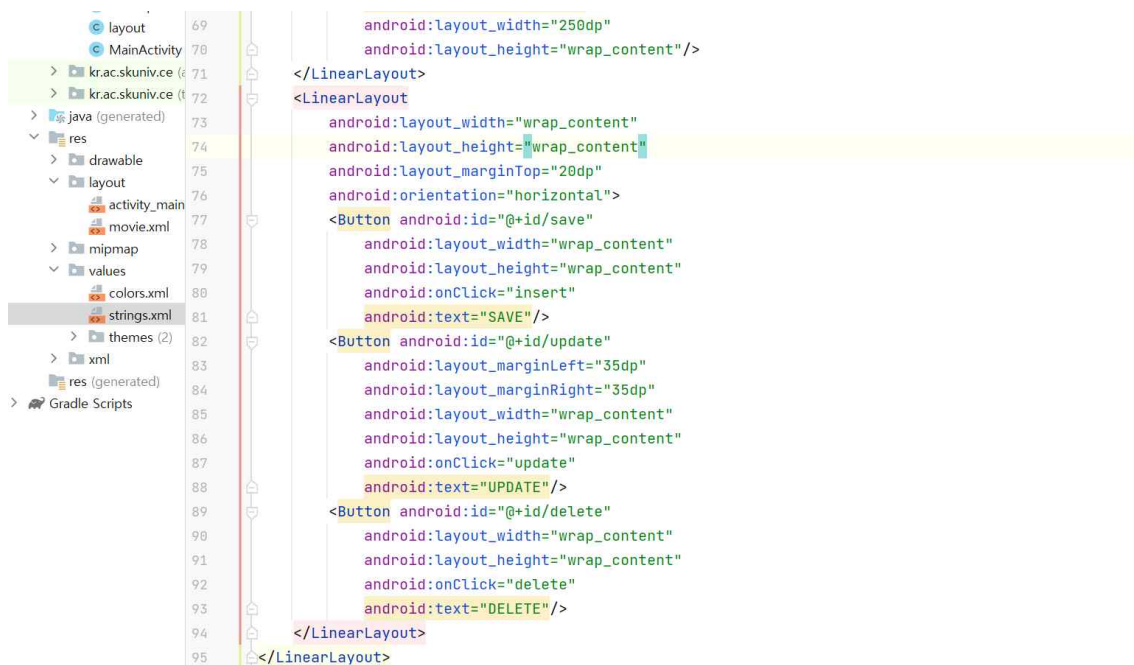 layout
MainActivity
kr.ac.skuniv.ce
kr.ac.skuniv.ce
java (generated)
res
drawable
layout
activity_main
movie.xml
mipmap
values
colors.xml
strings.xml
themes (2)
xml
res (generated)
Gradle Scripts
69 android:layout_width="250dp"
70 android:layout_height="wrap_content"/>
71 </LinearLayout>
72 <LinearLayout
73 android:layout_width="wrap_content"
74 android:layout_height="wrap_content"
75 android:layout_marginTop="20dp"
76 android:orientation="horizontal">
77 <Button android:id="@+id/save"
78 android:layout_width="wrap_content"
79 android:layout_height="wrap_content"
80 android:onClick="insert"
81 android:text="SAVE"/>
82 <Button android:id="@+id/update"
83 android:layout_marginLeft="35dp"
84 android:layout_marginRight="35dp"
85 android:layout_width="wrap_content"
86 android:layout_height="wrap_content"
87 android:onClick="update"
88 android:text="UPDATE"/>
89 <Button android:id="@+id/delete"
90 android:layout_width="wrap_content"
91 android:layout_height="wrap_content"
92 android:onClick="delete"
93 android:text="DELETE"/>
94 </LinearLayout>
95 </LinearLayout>